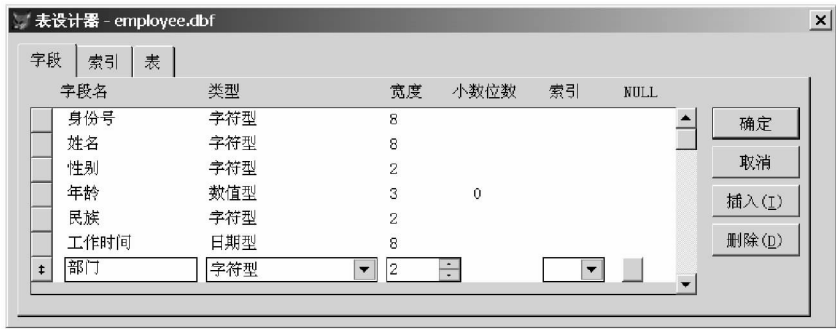 表设计器 - employee.dbf
字段 索引 表
字段名 类型 宽度 小数位数 索引 NULL
身份号 字符型 8
姓名 字符型 8
性别 字符型 2
年龄 数值型 3 0
民族 字符型 2
工作时间 日期型 8
部门 字符型 2
确定
取消
插入(I)
删除(D)